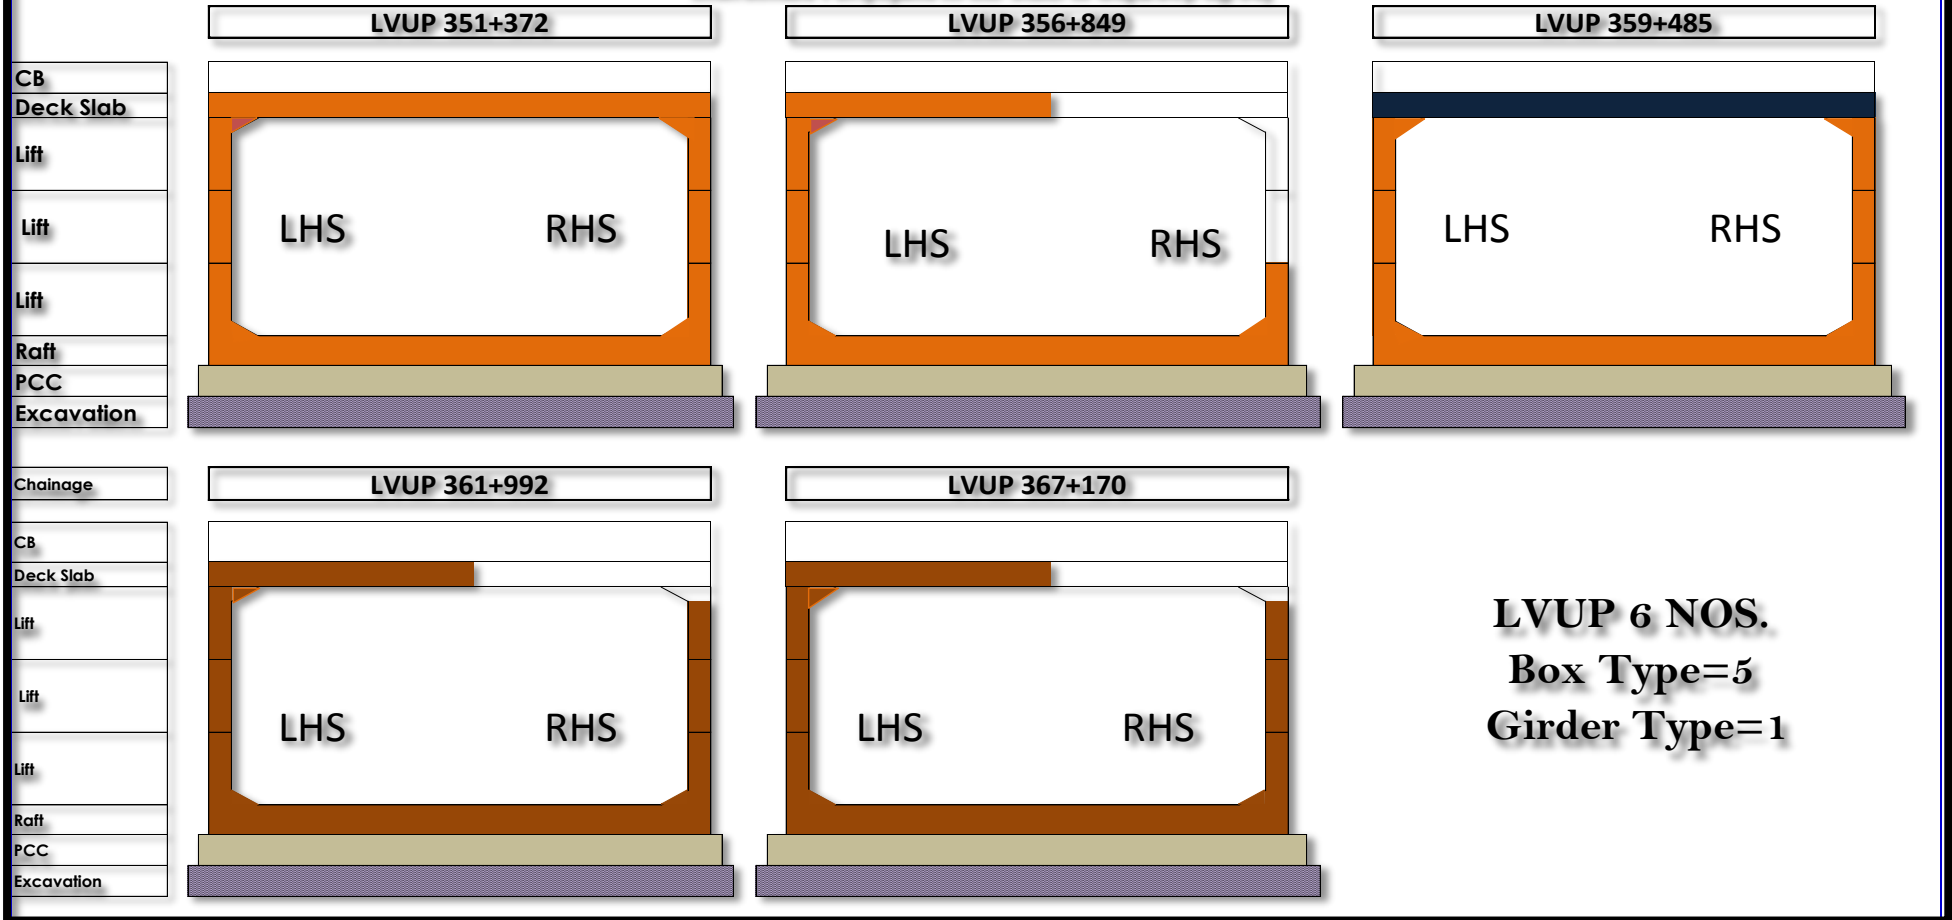 LVUP 351+372 LVUP 356+849 LVUP 359+485
CB
Deck Slab
Lift
Lift
LHS RHS LHS RHS LHS RHS
Lift
Raft
PCC
Excavation
Chainage LVUP 361+992 LVUP 367+170
CB
Deck Slab
Lift
LVUP 6 NOS.
Box Type=5
Girder Type=1
Lift
LHS RHS LHS RHS
Lift
Raft
PCC
Excavation